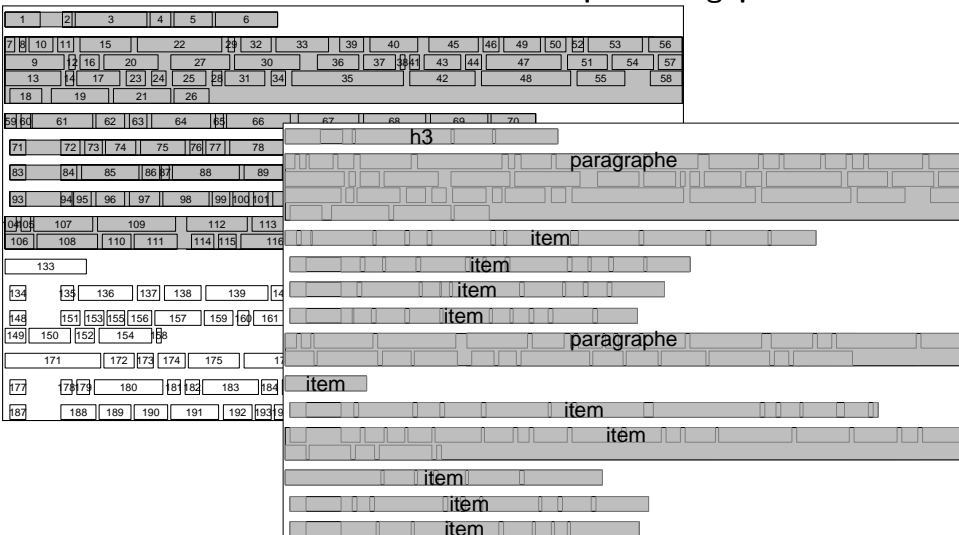 1 2 3 4 5 6
7 8 10 11 15 22 29 32 33 39 40 45 46 49 50 52 53 56
9 12 16 20 27 30 36 37 38 41 43 44 47 51 54 57
13 14 17 23 24 25 28 31 34 35 42 48 55 58
18 19 21 26
59 60 61 62 63 64 65 66 67 68 69 70
71 72 73 74 75 76 77 78
83 84 85 86 87 88 89
93 94 95 96 97 98 99 100 101
104 105 107 109 112 113
106 108 110 111 114 115 116
133
134 135 136 137 138 139
148 151 153 155 156 157 159 160 161
149 150 152 154 158
171 172 173 174 175
177 178 179 180 181 182 183 184
187 188 189 190 191 192 193
h3
paragraphe
item
item
item
item
paragraphe
item
item
item
item
item
item